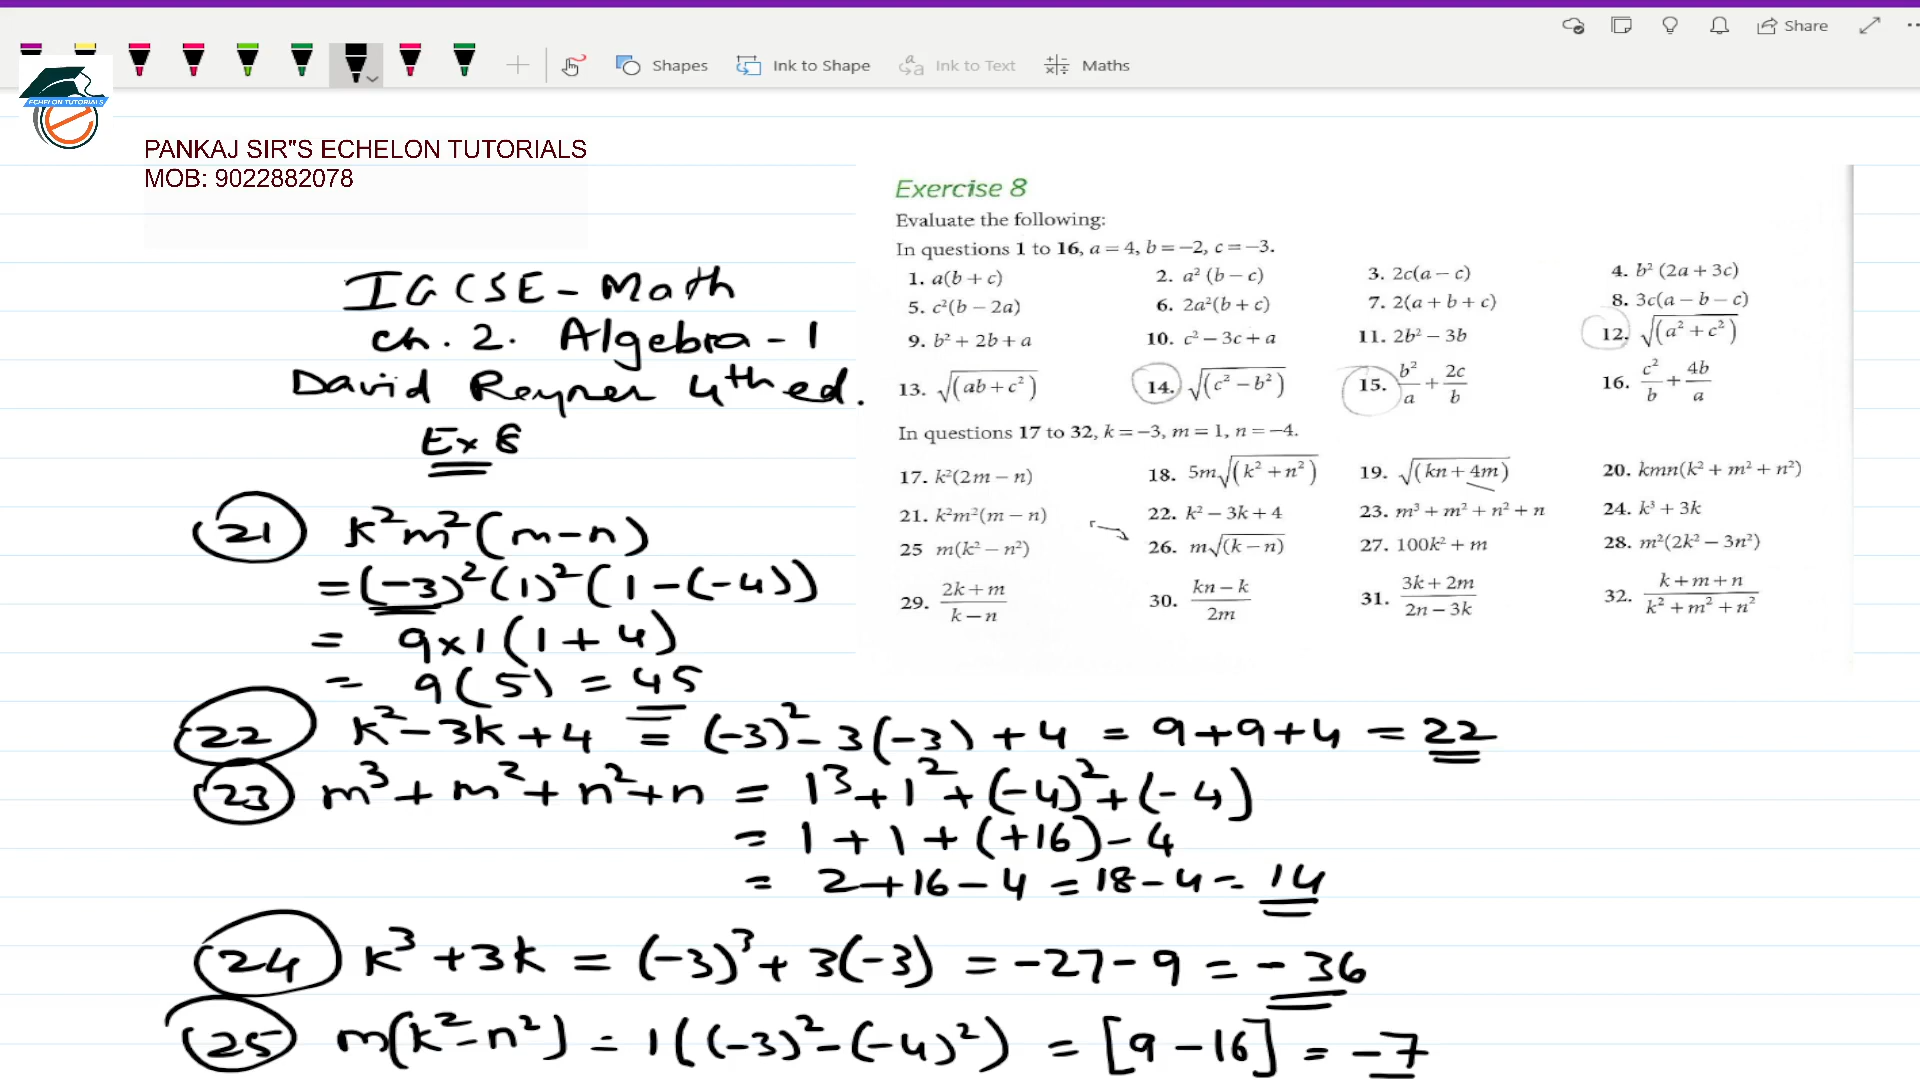 Share
Shapes Ink to Shape Ink to Text Maths
ECHELON TUTORIALS
PANKAJ SIR"S ECHELON TUTORIALS
MOB: 9022882078
IGCSE - Math
ch. 2. Algebra - 1
David Rayner 4th ed.
Ex 8
Exercise 8
Evaluate the following:
In questions 1 to 16, a = 4, b = −2, c = −3.
1. a(b + c) 2. a² (b − c) 3. 2c(a − c) 4. b² (2a + 3c)
5. c²(b − 2a) 6. 2a²(b + c) 7. 2(a + b + c) 8. 3c(a − b − c)
9. b² + 2b + a 10. c² − 3c + a 11. 2b² − 3b 12. √(a² + c²)
13. √(ab + c²) 14. √(c² − b²) 15. b²/a + 2c/b 16. c²/b + 4b/a
In questions 17 to 32, k = −3, m = 1, n = −4.
17. k²(2m − n) 18. 5m√(k² + n²) 19. √(kn + 4m) 20. kmn(k² + m² + n²)
21. k²m²(m − n) 22. k² − 3k + 4 23. m³ + m² + n² + n 24. k³ + 3k
25 m(k² − n²) 26. m√(k − n) 27. 100k² + m 28. m²(2k² − 3n²)
29. (2k + m)/(k − n) 30. (kn − k)/2m 31. (3k + 2m)/(2n − 3k) 32. (k + m + n)/(k² + m² + n²)
21 k²m²(m−n)
= (−3)²(1)²(1−(−4))
= 9×1(1+4)
= 9(5) = 45
22 k²−3k+4 = (−3)²−3(−3)+4 = 9+9+4 = 22
23 m³+m²+n²+n = 1³+1²+(−4)²+(−4)
= 1+1+(+16)−4
= 2+16−4 = 18−4 = 14
24 k³+3k = (−3)³+3(−3) = −27−9 = −36
25 m(k²−n²) = 1((−3)²−(−4)²) = [9−16] = −7